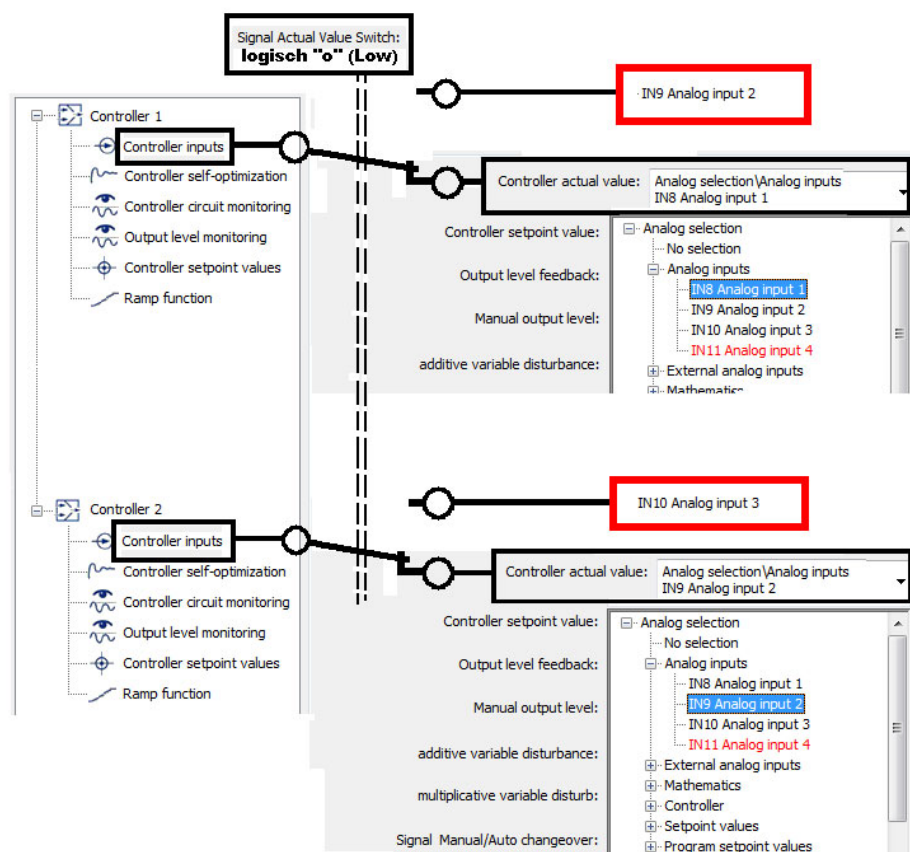 Signal Actual Value Switch:
logisch "o" (Low)
IN9 Analog input 2
Controller 1
Controller inputs
Controller self-optimization
Controller circuit monitoring
Output level monitoring
Controller setpoint values
Ramp function
Controller actual value: Analog selection\Analog inputs
IN8 Analog input 1
Controller setpoint value:
Output level feedback:
Manual output level:
additive variable disturbance:
Analog selection
No selection
Analog inputs
IN8 Analog input 1
IN9 Analog input 2
IN10 Analog input 3
IN11 Analog input 4
External analog inputs
Mathematics
IN10 Analog input 3
Controller 2
Controller inputs
Controller self-optimization
Controller circuit monitoring
Output level monitoring
Controller setpoint values
Ramp function
Controller actual value: Analog selection\Analog inputs
IN9 Analog input 2
Controller setpoint value:
Output level feedback:
Manual output level:
additive variable disturbance:
multiplicative variable disturb:
Signal Manual/Auto changeover:
Analog selection
No selection
Analog inputs
IN8 Analog input 1
IN9 Analog input 2
IN10 Analog input 3
IN11 Analog input 4
External analog inputs
Mathematics
Controller
Setpoint values
Program setpoint values